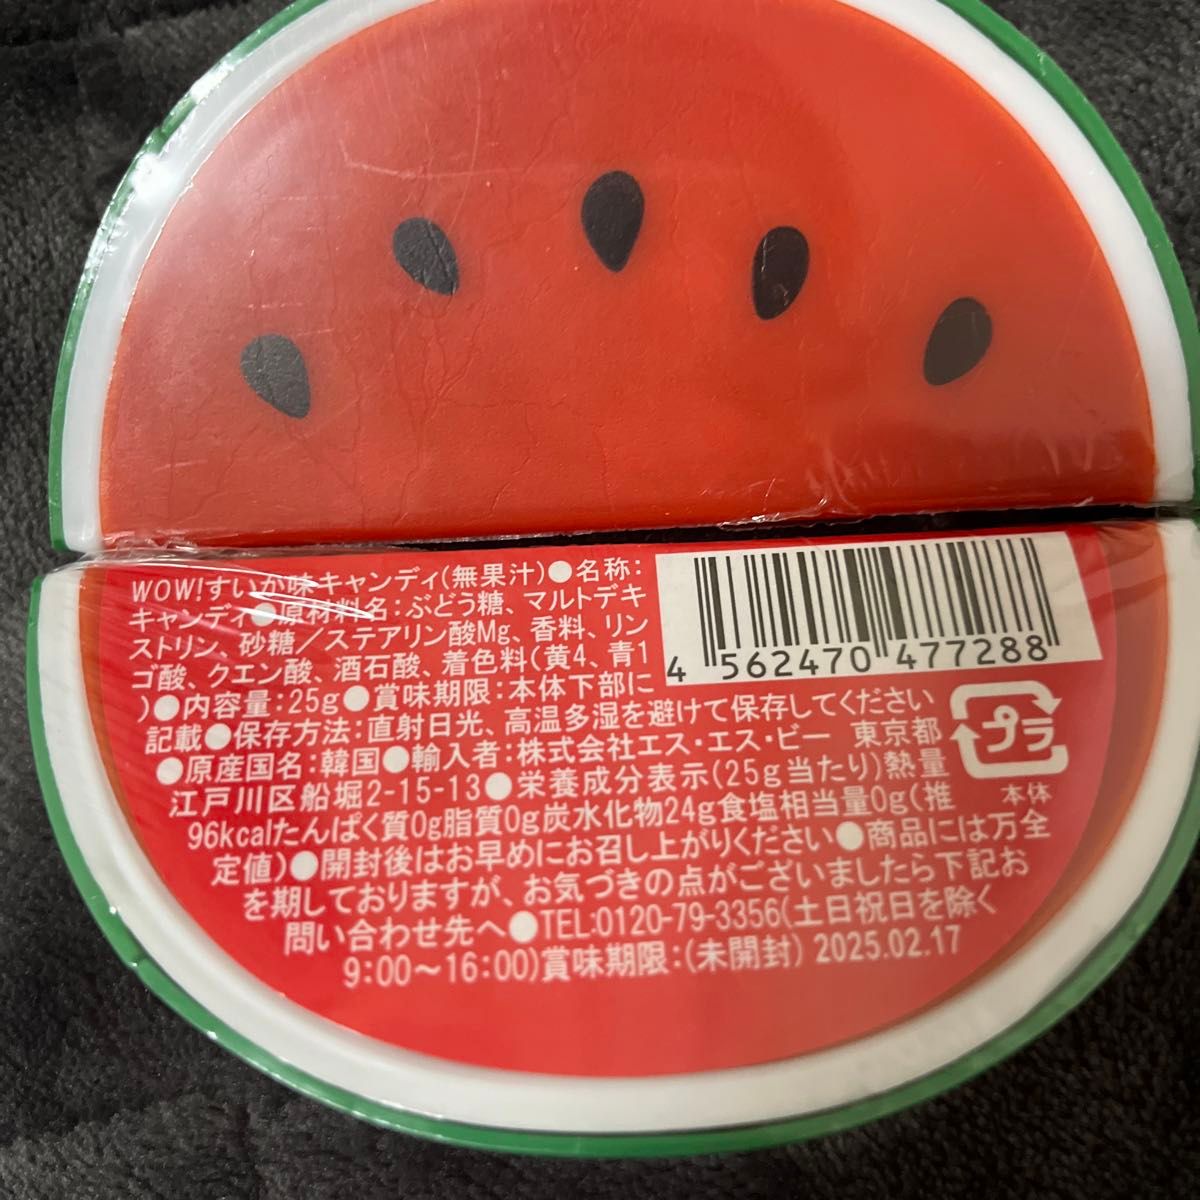 WOW!すいか味キャンディ(無果汁)●名称:
キャンディ●原材料名:ぶどう糖、マルトデキ
ストリン、砂糖／ステアリン酸Mg、香料、リン
ゴ酸、クエン酸、酒石酸、着色料(黄4、青1
)●内容量:25g●賞味期限:本体下部に
記載●保存方法:直射日光、高温多湿を避けて保存してください
●原産国名:韓国●輸入者:株式会社エス・エス・ビー 東京都
江戸川区船堀2-15-13●栄養成分表示(25g当たり)熱量
96kcalたんぱく質0g脂質0g炭水化物24g食塩相当量0g(推
定値)●開封後はお早めにお召し上がりください●商品には万全
を期しておりますが、お気づきの点がございましたら下記お
問い合わせ先へ●TEL:0120-79-3356(土日祝日を除く
9:00～16:00)賞味期限:(未開封) 2025.02.17
4 562470 477288
プラ
本体